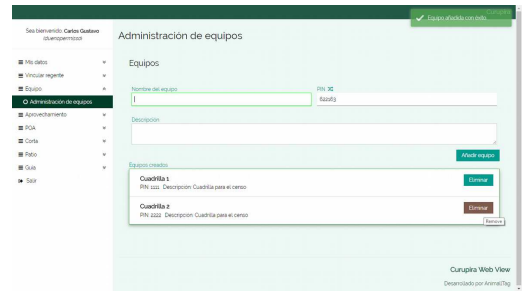 Curupira
Equipo añadida con éxito.
Sea bienvenido, Carlos Gustavo
Administración de equipos
Mis datos
Vincular regente
Equipo
Administración de equipos
Aprovechamiento
POA
Corta
Patio
Guía
Salir
Equipos
Nombre del equipo
PIN
Descripción
Añadir equipo
Equipos creados
Cuadrilla 1
PIN: 1111 Descripción: Cuadrilla para el censo
Eliminar
Cuadrilla 2
PIN: 2222 Descripción: Cuadrilla para el censo
Eliminar
Remove
Curupira Web View
Desarrollado por AnimaliTag